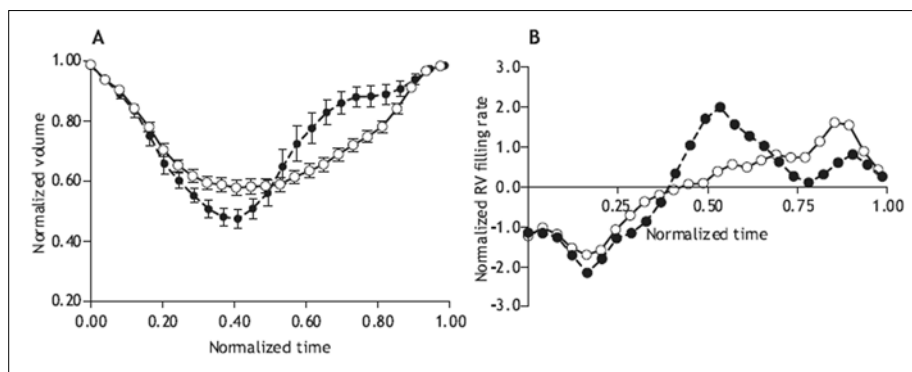 A
1.00
0.80
0.60
0.40
0.20
Normalized volume
0.00 0.20 0.40 0.60 0.80 1.00
Normalized time
B
3.0
2.0
1.0
0.0
-1.0
-2.0
-3.0
Normalized RV filling rate
0.25 0.50 0.75 1.00
Normalized time